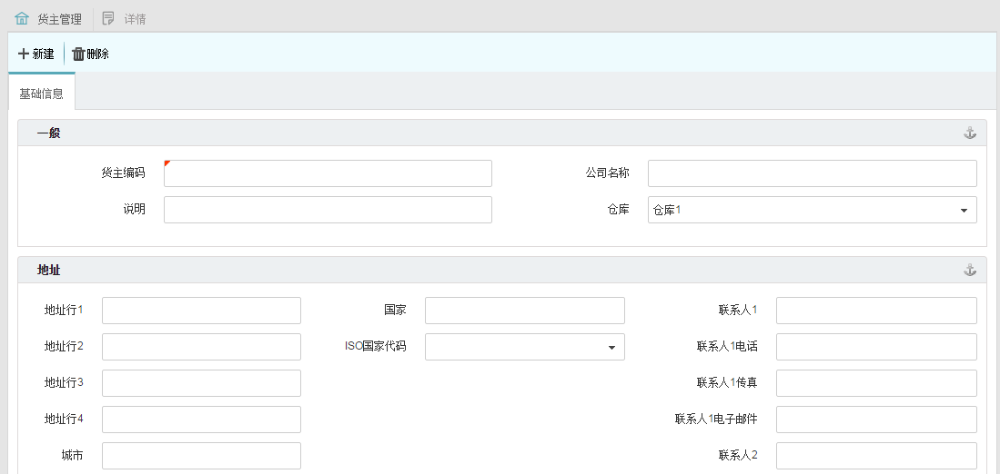 货主管理 详情
新建 删除
基础信息
一般
货主编码 公司名称
说明 仓库 仓库1
地址
地址行1 国家 联系人1
地址行2 ISO国家代码 联系人1电话
地址行3 联系人1传真
地址行4 联系人1电子邮件
城市 联系人2